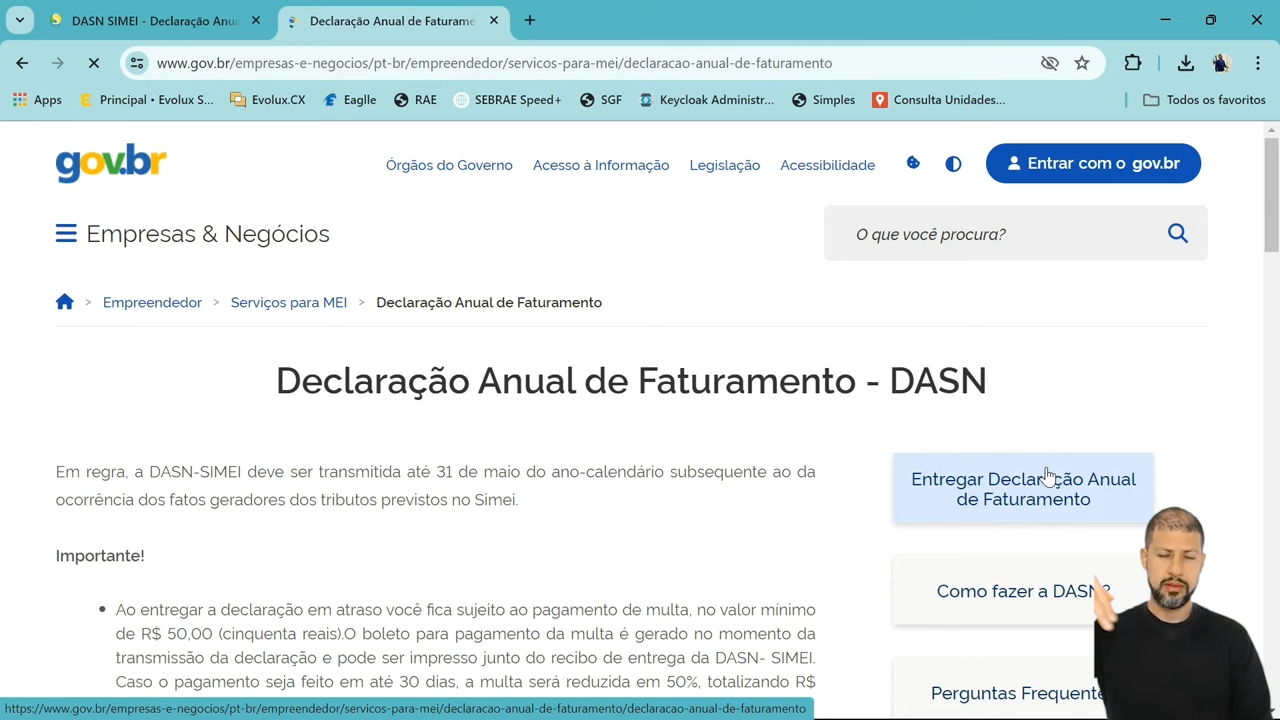 DASN SIMEI - Declaração Anua
Declaração Anual de Faturame
www.gov.br/empresas-e-negocios/pt-br/empreendedor/servicos-para-mei/declaracao-anual-de-faturamento
Apps
Principal • Evolux S...
Evolux.CX
Eaglle
RAE
SEBRAE Speed+
SGF
Keycloak Administr...
Simples
Consulta Unidades...
Todos os favoritos
gov.br
Órgãos do Governo
Acesso à Informação
Legislação
Acessibilidade
Entrar com o gov.br
Empresas & Negócios
O que você procura?
> Empreendedor > Serviços para MEI > Declaração Anual de Faturamento
Declaração Anual de Faturamento - DASN
Em regra, a DASN-SIMEI deve ser transmitida até 31 de maio do ano-calendário subsequente ao da
ocorrência dos fatos geradores dos tributos previstos no Simei.
Importante!
• Ao entregar a declaração em atraso você fica sujeito ao pagamento de multa, no valor mínimo
de R$ 50,00 (cinquenta reais).O boleto para pagamento da multa é gerado no momento da
transmissão da declaração e pode ser impresso junto do recibo de entrega da DASN- SIMEI.
Caso o pagamento seja feito em até 30 dias, a multa será reduzida em 50%, totalizando R$
Entregar Declaração Anual
de Faturamento
Como fazer a DASN?
Perguntas Frequente
https://www.gov.br/empresas-e-negocios/pt-br/empreendedor/servicos-para-mei/declaracao-anual-de-faturamento/declaracao-anual-de-faturamento